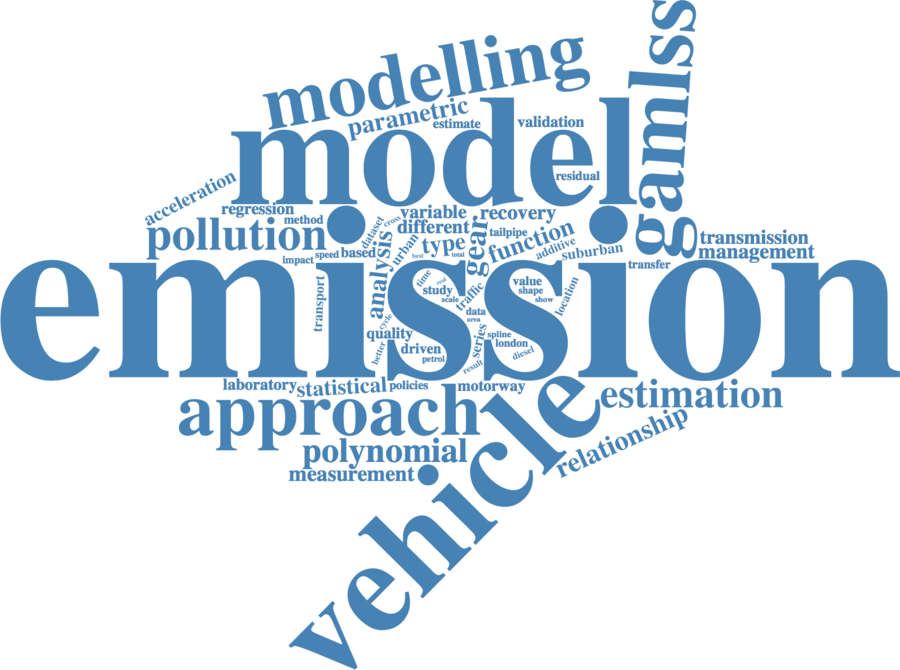 gamlss
modelling
parametric
estimate
validation
model
residual
acceleration
regression
method
dataset
cross
variable
recovery
different
pollution
urban
gear
tailpipe
function
additive
suburban
transmission
management
transfer
impact
speed
based
analysis
best
type
total
emission
transport
time
real
study
scale
traffic
value
shape
show
location
data
area
cycle
quality
better
driven
petrol
series
spline
london
diesel
result
laboratory
statistical
policies
motorway
estimation
approach
vehicle
relationship
polynomial
measurement